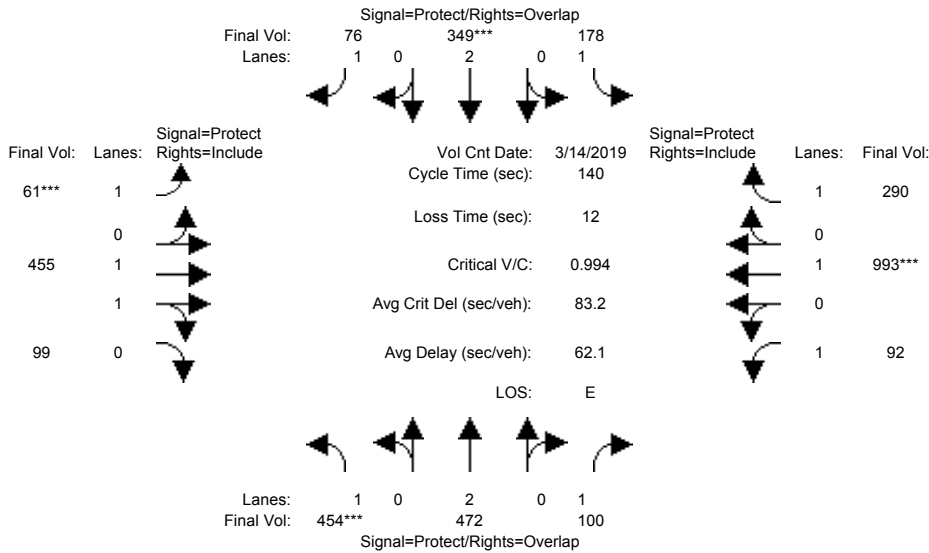 Signal=Protect/Rights=Overlap
Final Vol: 76 349*** 178
Lanes: 1 0 2 0 1
Signal=Protect
Final Vol: Lanes: Rights=Include
Vol Cnt Date: 3/14/2019
Signal=Protect
Rights=Include Lanes: Final Vol:
Cycle Time (sec): 140
61*** 1
1 290
Loss Time (sec): 12
0
0
455 1
Critical V/C: 0.994
1 993***
1
Avg Crit Del (sec/veh): 83.2
0
99 0
Avg Delay (sec/veh): 62.1
1 92
LOS: E
Lanes: 1 0 2 0 1
Final Vol: 454*** 472 100
Signal=Protect/Rights=Overlap